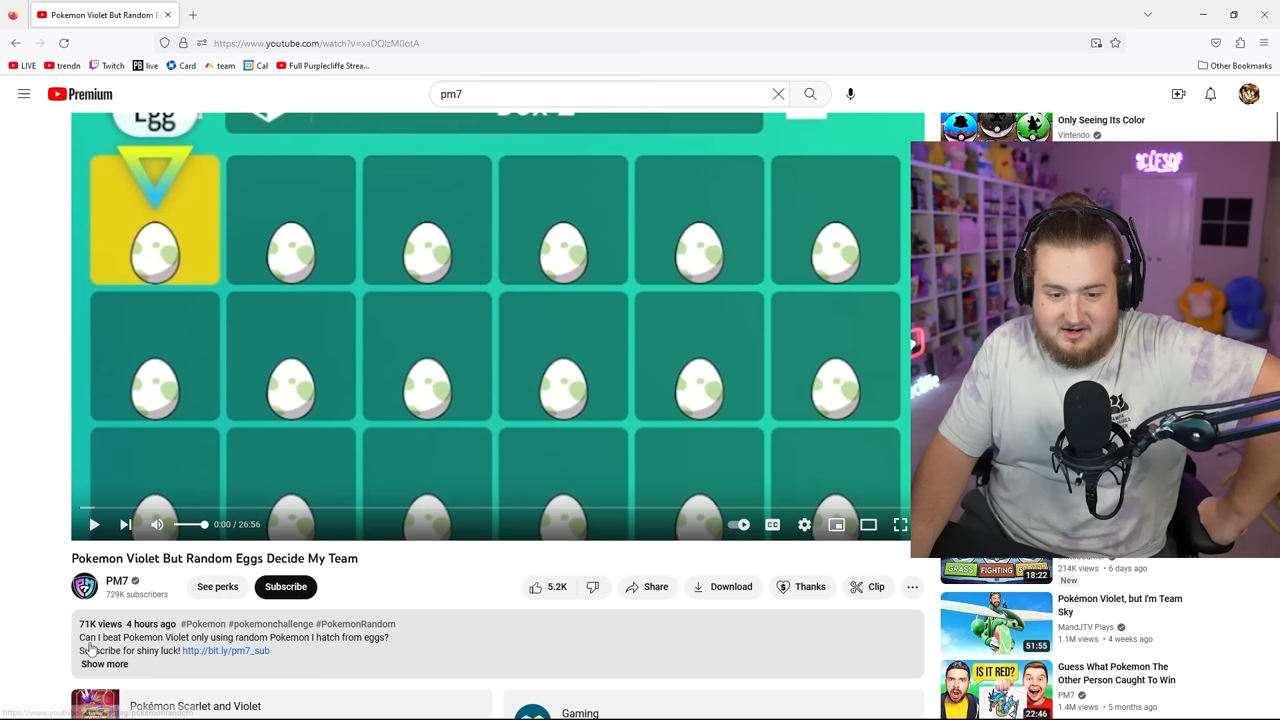 Pokemon Violet But Random E
https://www.youtube.com/watch?v=xaDOlzM0otA
LIVE
trendn
Twitch
live
Card
team
Cal
Full Purplecliffe Strea...
Other Bookmarks
Premium
pm7
Egg
Only Seeing Its Color
Vintendo
0:00 / 26:56
Pokemon Violet But Random Eggs Decide My Team
PM7
729K subscribers
See perks
Subscribe
5.2K
Share
Download
Thanks
Clip
71K views 4 hours ago #Pokemon #pokemonchallenge #PokemonRandom
Can I beat Pokemon Violet only using random Pokemon I hatch from eggs?
Subscribe for shiny luck! http://bit.ly/pm7_sub
Show more
Pokémon Scarlet and Violet
Gaming
GRASS FIGHTING
18:22
214K views • 6 days ago
New
Pokémon Violet, but I'm Team
Sky
MandJTV Plays
1.1M views • 4 weeks ago
51:55
IS IT RED?
22:46
Guess What Pokemon The
Other Person Caught To Win
PM7
1.4M views • 5 months ago